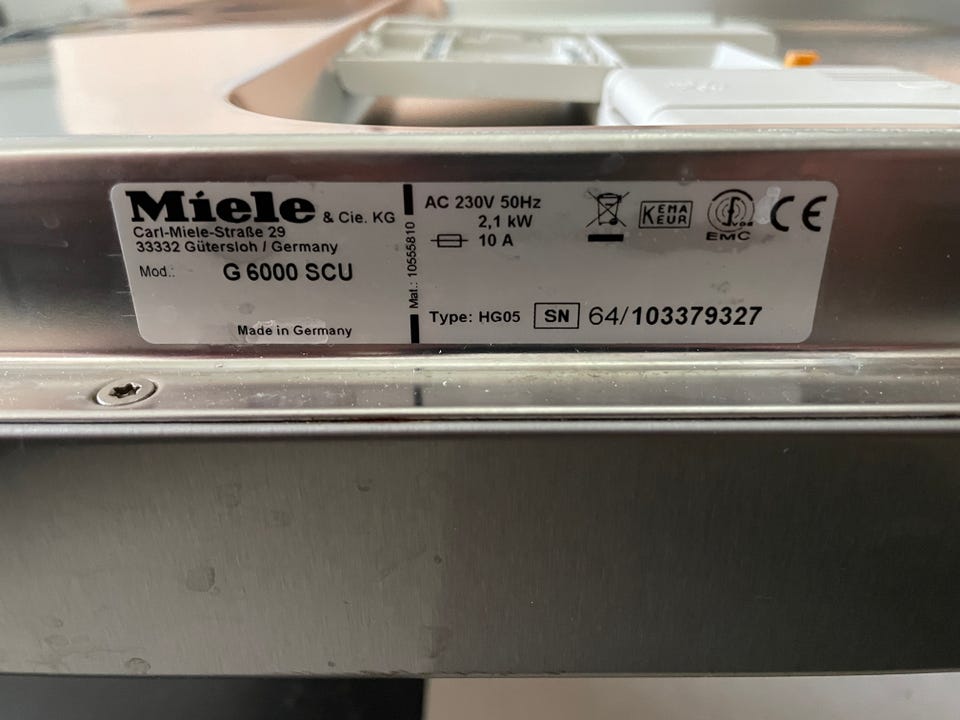 Miele & Cie. KG
Carl-Miele-Straße 29
33332 Gütersloh / Germany
Mod.: G 6000 SCU
Made in Germany
Mat.: 10555810
AC 230V 50Hz
2,1 kW
10 A
KEMA
KEUR
EMC
CE
Type: HG05 SN 64/103379327